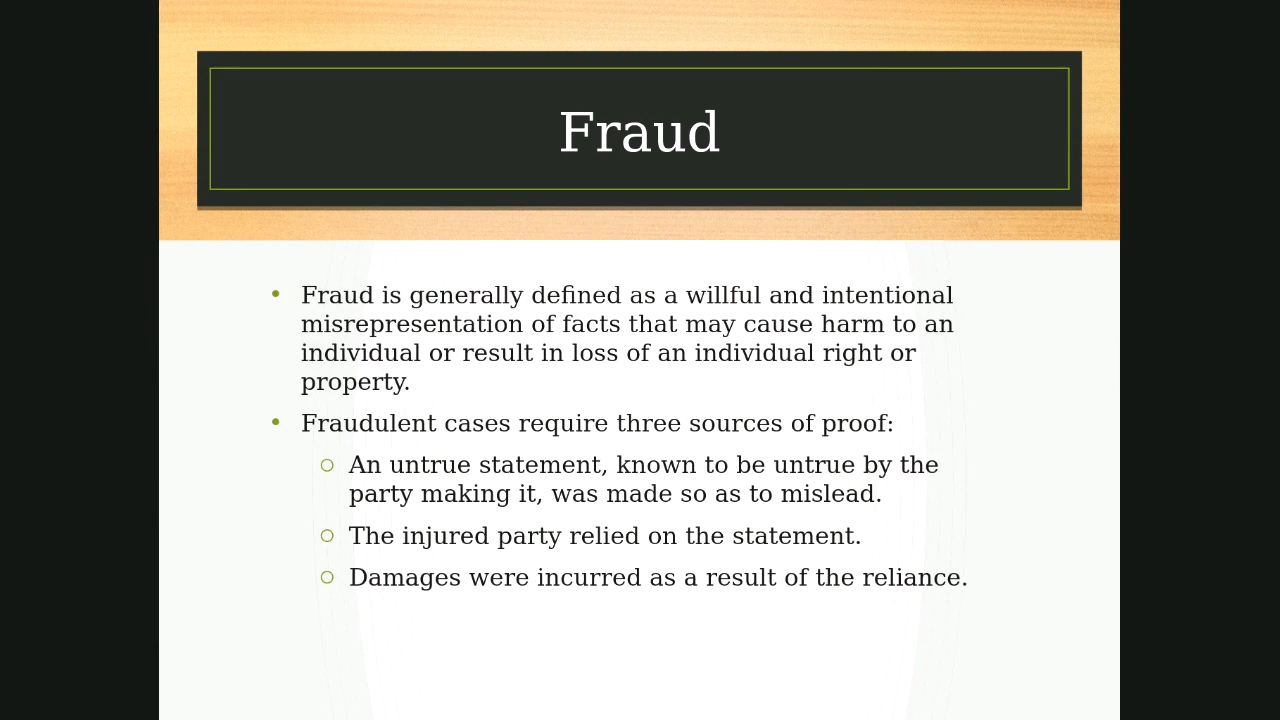 Fraud
• Fraud is generally defined as a willful and intentional
misrepresentation of facts that may cause harm to an
individual or result in loss of an individual right or
property.
• Fraudulent cases require three sources of proof:
○ An untrue statement, known to be untrue by the
party making it, was made so as to mislead.
○ The injured party relied on the statement.
○ Damages were incurred as a result of the reliance.